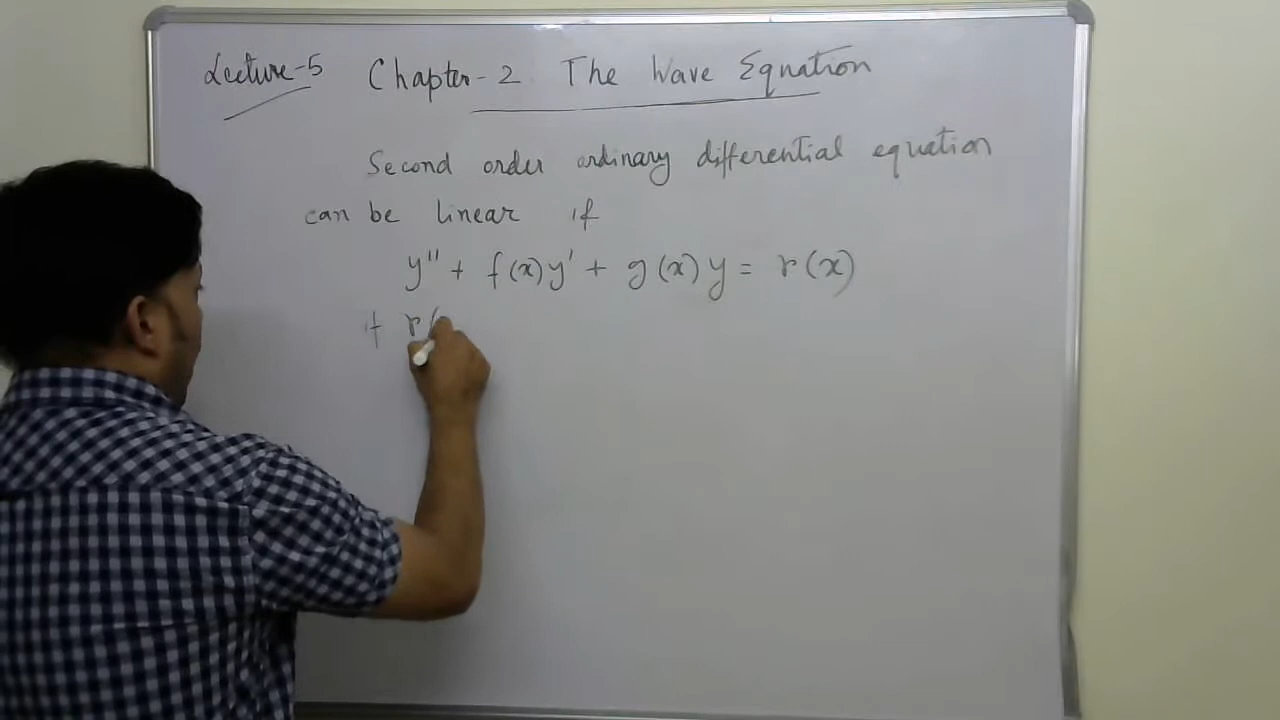 Lecture-5 Chapter-2 The Wave Equation
Second order ordinary differential equation
can be linear if
y'' + f(x)y' + g(x)y = r(x)
if r(